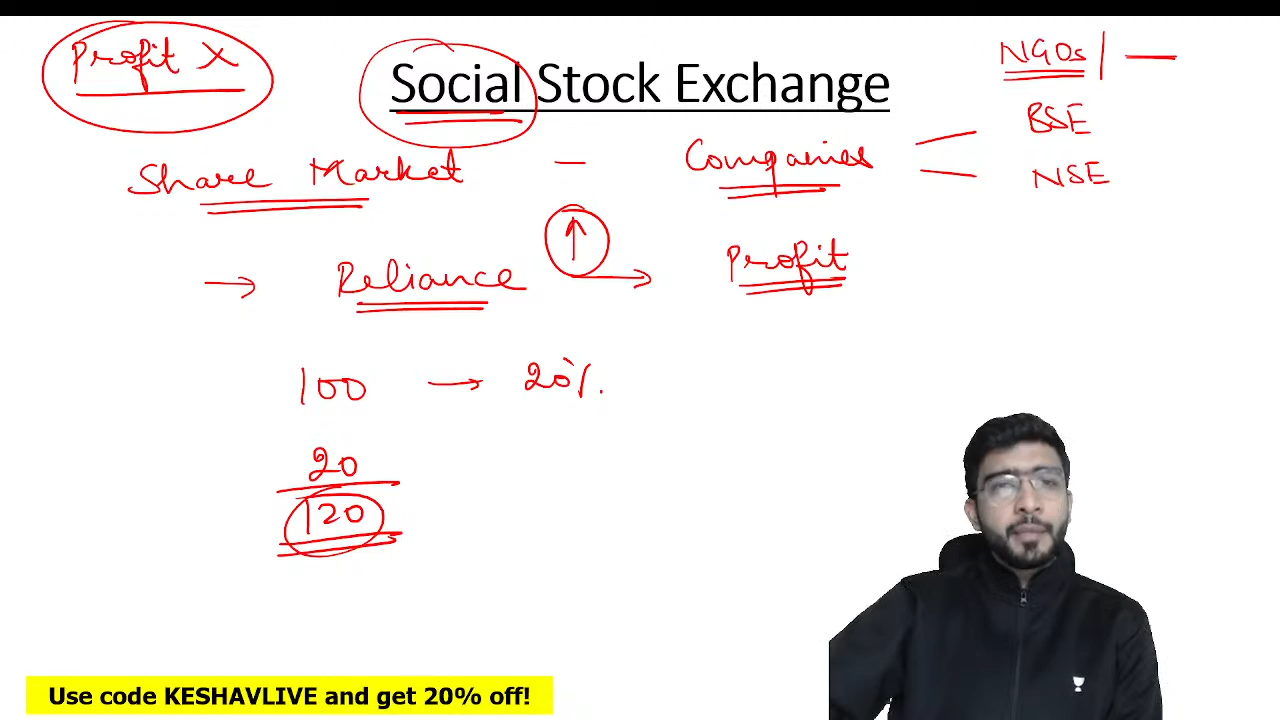 Profit X
Social Stock Exchange
NGOs / —
Share Market — Companies
BSE
NSE
→ Reliance ↑ → Profit
100 → 20%.
20
120
Use code KESHAVLIVE and get 20% off!